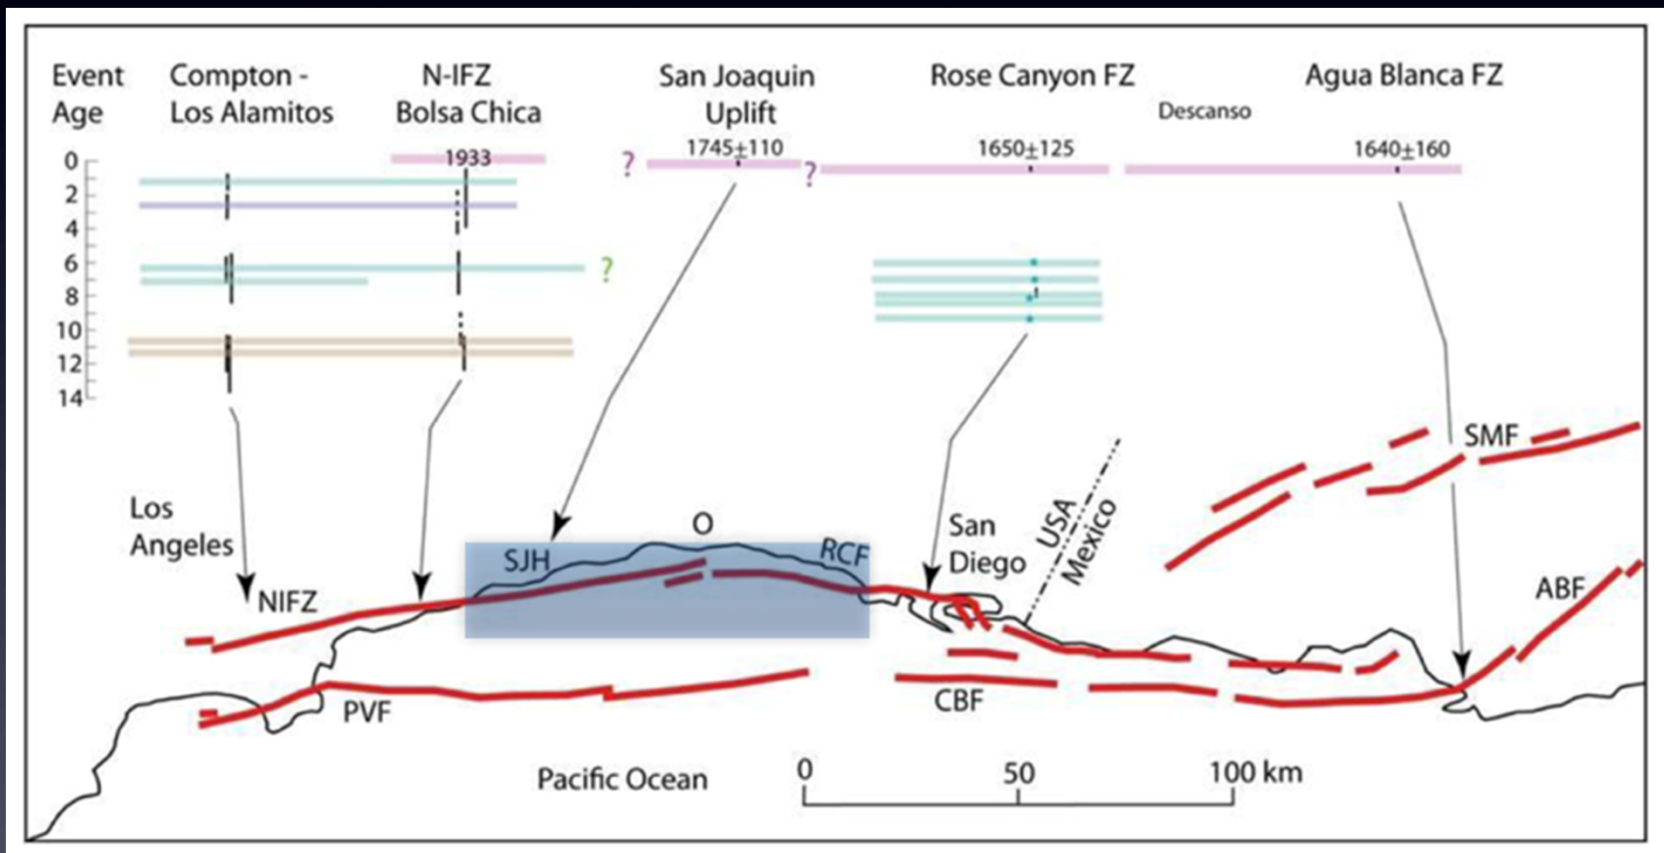 Event
Age
Compton -
Los Alamitos
N-IFZ
Bolsa Chica
San Joaquin
Uplift
Rose Canyon FZ
Descanso
Agua Blanca FZ
1933
?
1745±110
?
1650±125
1640±160
0
2
4
6
8
10
12
14
?
SMF
Los
Angeles
NIFZ
SJH
O
RCF
San
Diego
USA
Mexico
ABF
PVF
CBF
Pacific Ocean
0
50
100 km